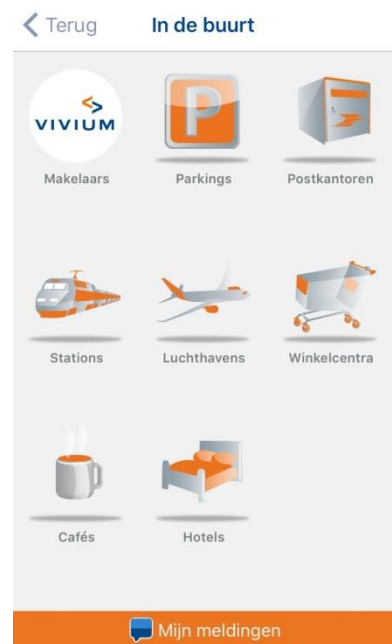 Terug In de buurt
VIVIUM P
Makelaars Parkings Postkantoren
Stations Luchthavens Winkelcentra
Cafés Hotels
Mijn meldingen